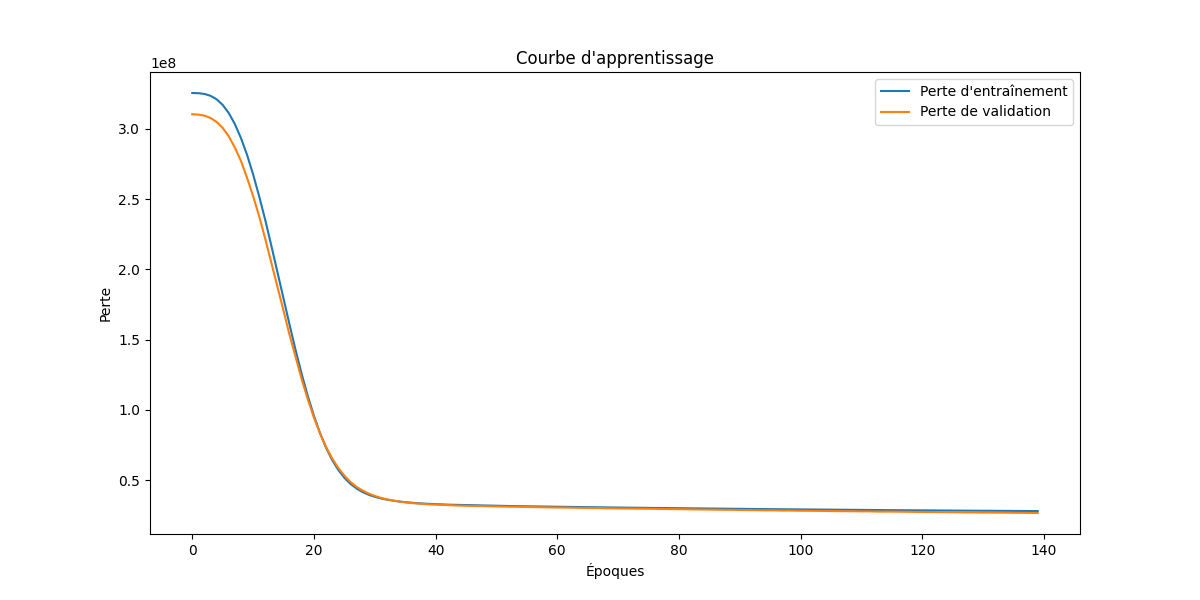 Courbe d'apprentissage
1e8
Perte d'entraînement
Perte de validation
3.0
2.5
2.0
1.5
1.0
0.5
Perte
0 20 40 60 80 100 120 140
Époques